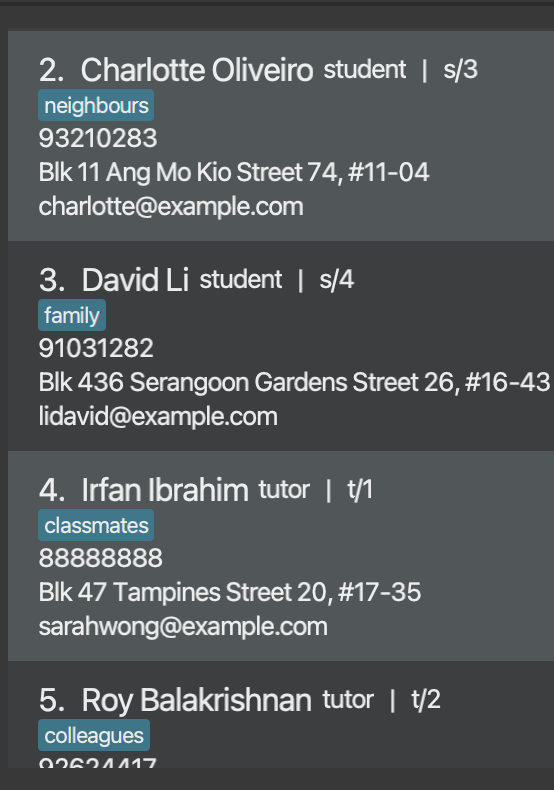 2. Charlotte Oliveiro student | s/3
neighbours
93210283
Blk 11 Ang Mo Kio Street 74, #11-04
charlotte@example.com
3. David Li student | s/4
family
91031282
Blk 436 Serangoon Gardens Street 26, #16-43
lidavid@example.com
4. Irfan Ibrahim tutor | t/1
classmates
88888888
Blk 47 Tampines Street 20, #17-35
sarahwong@example.com
5. Roy Balakrishnan tutor | t/2
colleagues
92624417